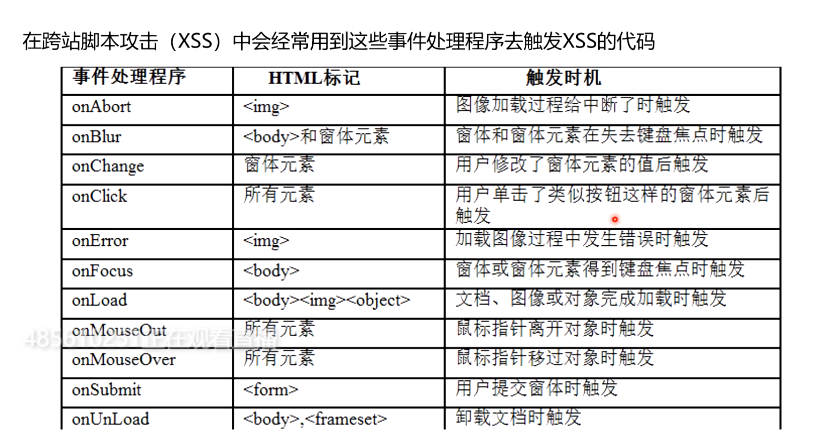 在跨站脚本攻击（XSS）中会经常用到这些事件处理程序去触发XSS的代码
事件处理程序 HTML标记 触发时机
onAbort <img> 图像加载过程给中断了时触发
onBlur <body>和窗体元素 窗体和窗体元素在失去键盘焦点时触发
onChange 窗体元素 用户修改了窗体元素的值后触发
onClick 所有元素 用户单击了类似按钮这样的窗体元素后
触发
onError <img> 加载图像过程中发生错误时触发
onFocus <body> 窗体或窗体元素得到键盘焦点时触发
onLoad <body><img><object> 文档、图像或对象完成加载时触发
onMouseOut 所有元素 鼠标指针离开对象时触发
正在观看直播
onMouseOver 所有元素 鼠标指针移过对象时触发
onSubmit <form> 用户提交窗体时触发
onUnLoad <body>,<frameset> 卸载文档时触发